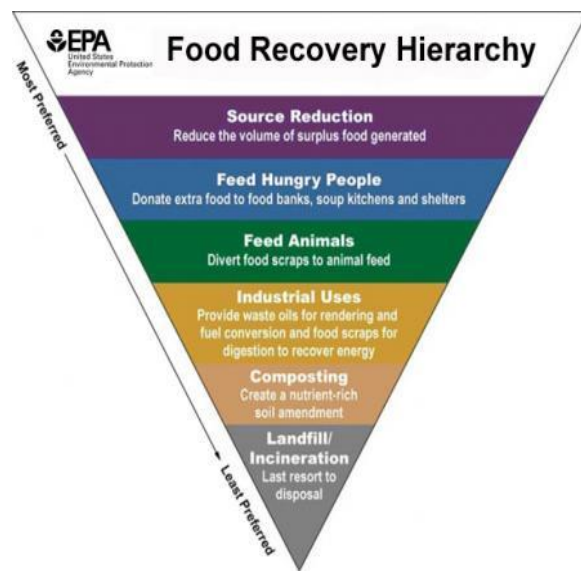 EPA
United States
Environmental Protection
Agency
Food Recovery Hierarchy
Most Preferred
Source Reduction
Reduce the volume of surplus food generated
Feed Hungry People
Donate extra food to food banks, soup kitchens and shelters
Feed Animals
Divert food scraps to animal feed
Industrial Uses
Provide waste oils for rendering and
fuel conversion and food scraps for
digestion to recover energy
Composting
Create a nutrient-rich
soil amendment
Landfill/
Incineration
Last resort to
disposal
Least Preferred